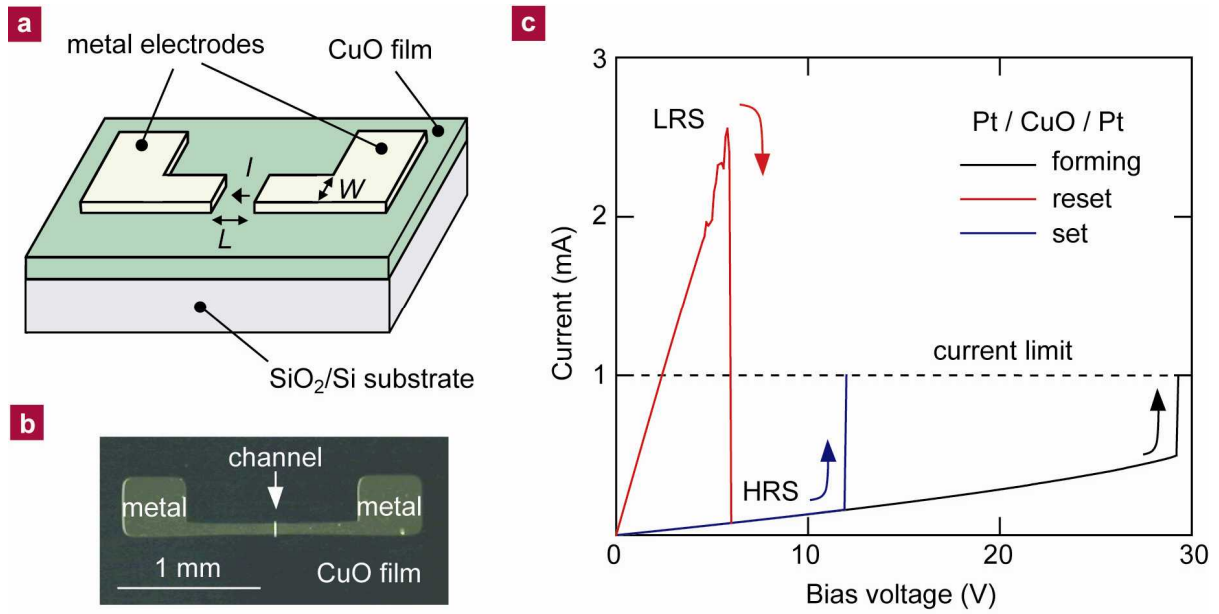 a
metal electrodes
CuO film
I
W
L
SiO₂/Si substrate
b
channel
metal
metal
1 mm
CuO film
c
3
2
1
0
Current (mA)
LRS
Pt / CuO / Pt
forming
reset
set
current limit
HRS
0
10
20
30
Bias voltage (V)